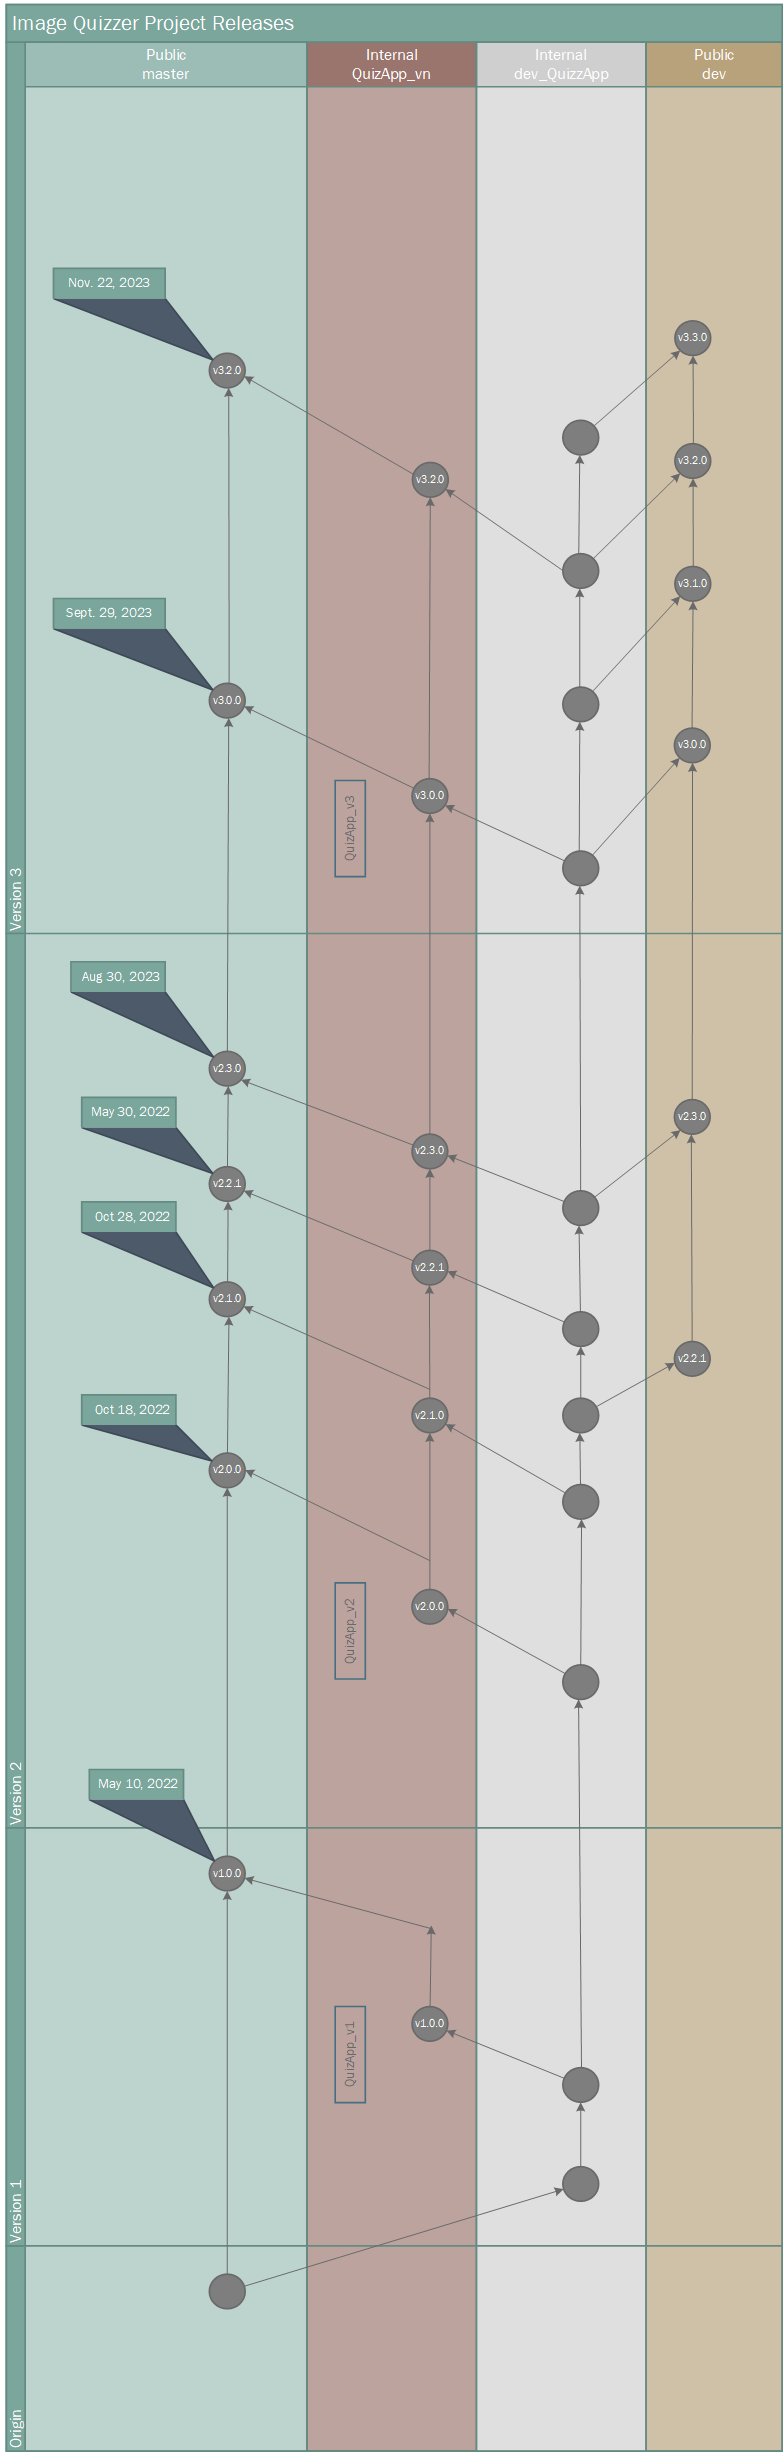 Image Quizzer Project Releases
Public
master
Internal
QuizApp_vn
Internal
dev_QuizzApp
Public
dev
Nov. 22, 2023
v3.3.0
v3.2.0
v3.2.0
v3.2.0
v3.1.0
Sept. 29, 2023
v3.0.0
v3.0.0
v3.0.0
QuizApp_v3
Version 3
Aug 30, 2023
v2.3.0
May 30, 2022
v2.3.0
v2.3.0
v2.2.1
Oct 28, 2022
v2.2.1
v2.1.0
v2.2.1
Oct 18, 2022
v2.1.0
v2.0.0
v2.0.0
QuizApp_v2
Version 2
May 10, 2022
v1.0.0
v1.0.0
QuizApp_v1
Version 1
Origin